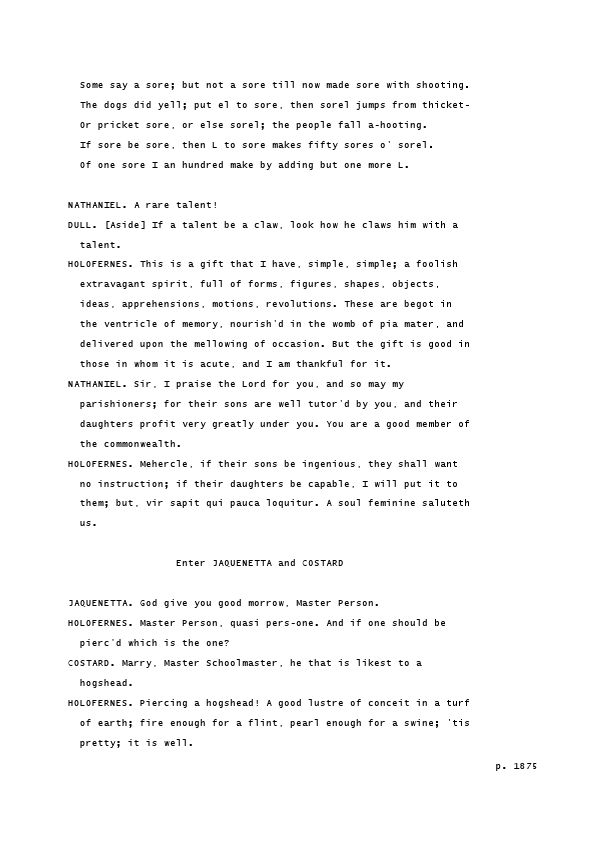 Some say a sore; but not a sore till now made sore with shooting.
The dogs did yell; put el to sore, then sorel jumps from thicket-
Or pricket sore, or else sorel; the people fall a-hooting.
If sore be sore, then L to sore makes fifty sores o' sorel.
Of one sore I an hundred make by adding but one more L.
NATHANIEL. A rare talent!
DULL. [Aside] If a talent be a claw, look how he claws him with a
talent.
HOLOFERNES. This is a gift that I have, simple, simple; a foolish
extravagant spirit, full of forms, figures, shapes, objects,
ideas, apprehensions, motions, revolutions. These are begot in
the ventricle of memory, nourish'd in the womb of pia mater, and
delivered upon the mellowing of occasion. But the gift is good in
those in whom it is acute, and I am thankful for it.
NATHANIEL. Sir, I praise the Lord for you, and so may my
parishioners; for their sons are well tutor'd by you, and their
daughters profit very greatly under you. You are a good member of
the commonwealth.
HOLOFERNES. Mehercle, if their sons be ingenious, they shall want
no instruction; if their daughters be capable, I will put it to
them; but, vir sapit qui pauca loquitur. A soul feminine saluteth
us.
Enter JAQUENETTA and COSTARD
JAQUENETTA. God give you good morrow, Master Person.
HOLOFERNES. Master Person, quasi pers-one. And if one should be
pierc'd which is the one?
COSTARD. Marry, Master Schoolmaster, he that is likest to a
hogshead.
HOLOFERNES. Piercing a hogshead! A good lustre of conceit in a turf
of earth; fire enough for a flint, pearl enough for a swine; 'tis
pretty; it is well.
p. 1875